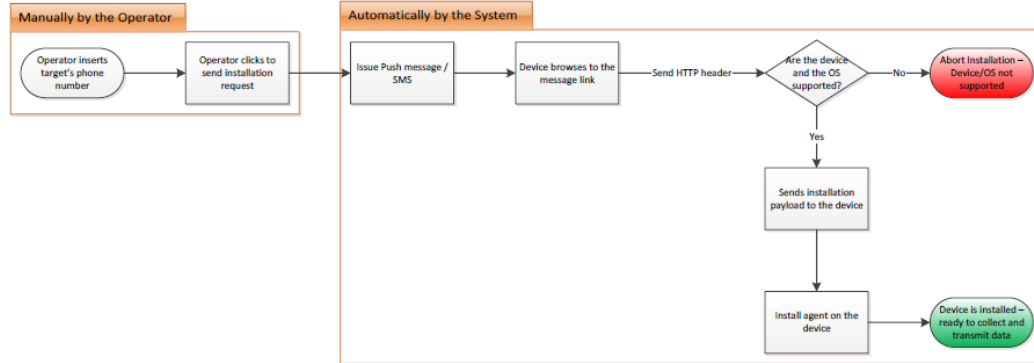 Manually by the Operator
Operator inserts
target's phone
number
Operator clicks to
send installation
request
Automatically by the System
Issue Push message /
SMS
Device browses to the
message link
Send HTTP header
Are the device
and the OS
supported?
No
Abort Installation –
Device/OS not
supported
Yes
Sends installation
payload to the device
Install agent on the
device
Device is installed –
ready to collect and
transmit data